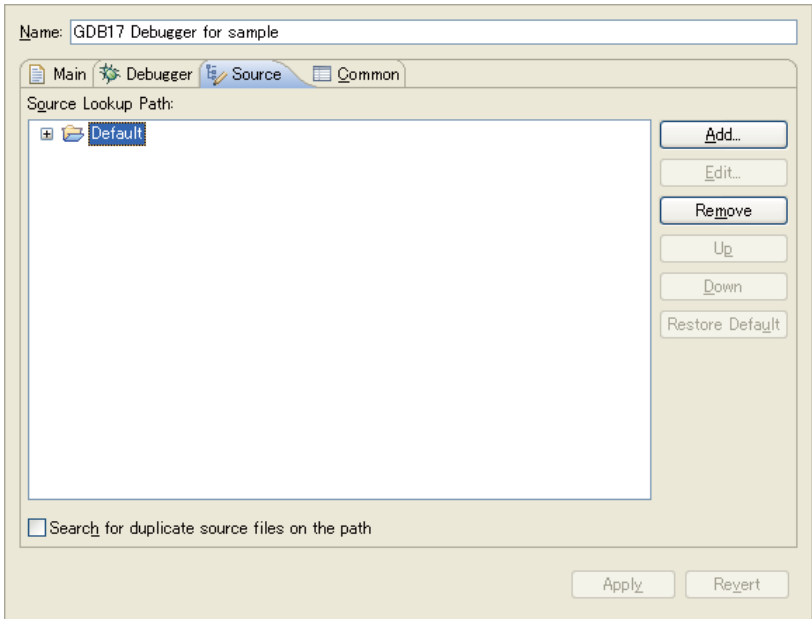 Name: GDB17 Debugger for sample
Main Debugger Source Common
Source Lookup Path:
Default
Add...
Edit...
Remove
Up
Down
Restore Default
Search for duplicate source files on the path
Apply Revert